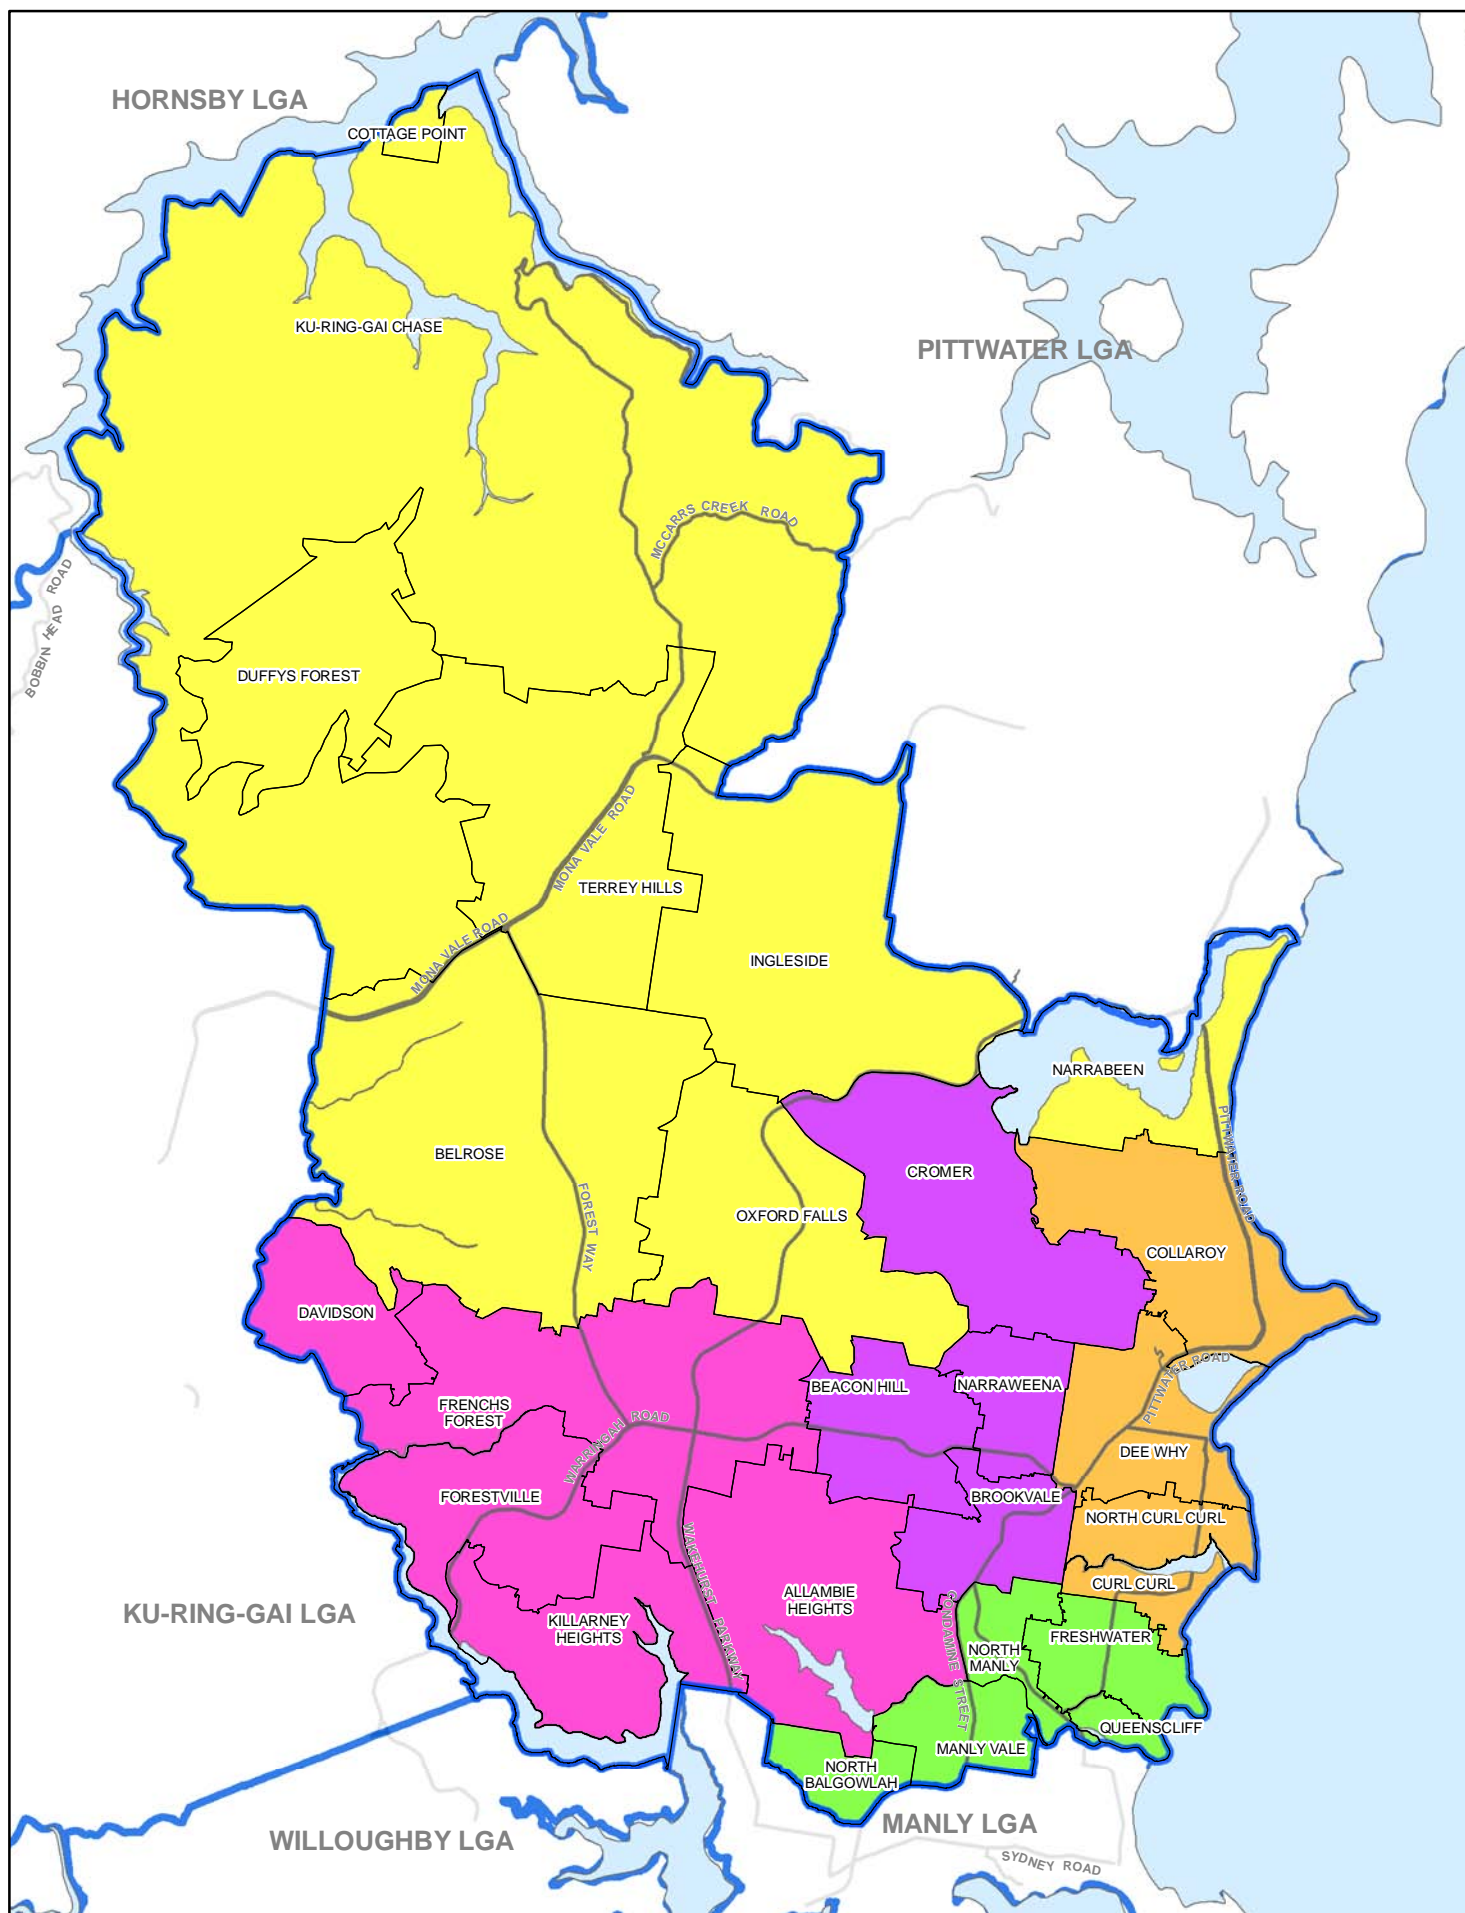 HORNSBY LGA
COTTAGE POINT
KU-RING-GAI CHASE
PITTWATER LGA
MCCARRS CREEK ROAD
BOBBIN HEAD ROAD
DUFFYS FOREST
MONA VALE ROAD
TERREY HILLS
MONA VALE ROAD
INGLESIDE
NARRABEEN
PITTWATER ROAD
BELROSE
CROMER
FOREST WAY
OXFORD FALLS
COLLAROY
DAVIDSON
PITTWATER ROAD
BEACON HILL
NARRAWEENA
FRENCHS
FOREST
WARRINGAH ROAD
DEE WHY
FORESTVILLE
BROOKVALE
NORTH CURL CURL
WAKEHURST PARKWAY
CURL CURL
ALLAMBIE
HEIGHTS
CONDAMINE STREET
KU-RING-GAI LGA
KILLARNEY
HEIGHTS
FRESHWATER
NORTH
MANLY
QUEENSCLIFF
MANLY VALE
NORTH
BALGOWLAH
MANLY LGA
WILLOUGHBY LGA
SYDNEY ROAD